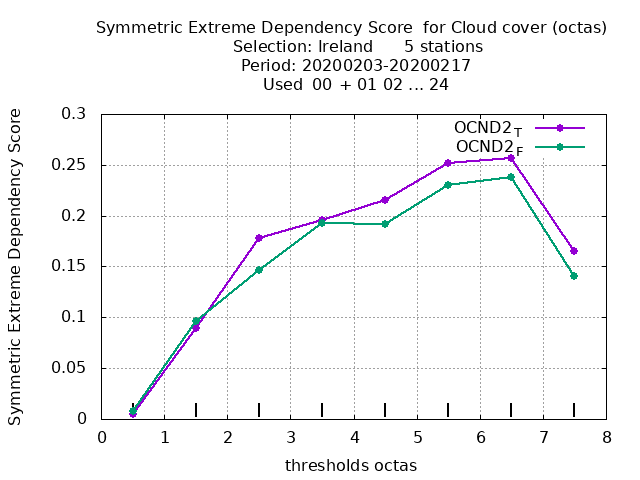 Symmetric Extreme Dependency Score  for Cloud cover (octas)
Selection: Ireland      5 stations
Period: 20200203-20200217
Used  00 + 01 02 ... 24
Symmetric Extreme Dependency Score
0.3
0.25
0.2
0.15
0.1
0.05
0
OCND2_T
OCND2_F
0 1 2 3 4 5 6 7 8
thresholds octas